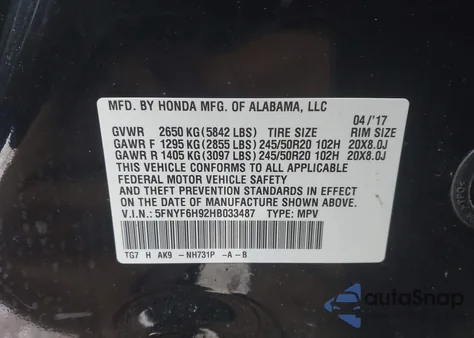 MFD. BY HONDA MFG. OF ALABAMA, LLC
04/'17
GVWR 2650 KG(5842 LBS) TIRE SIZE RIM SIZE
GAWR F 1295 KG(2855 LBS) 245/50R20 102H 20X8.0J
GAWR R 1405 KG(3097 LBS) 245/50R20 102H 20X8.0J
THIS VEHICLE CONFORMS TO ALL APPLICABLE
FEDERAL MOTOR VEHICLE SAFETY
AND THEFT PREVENTION STANDARDS IN EFFECT
ON THE DATE OF MANUFACTURE SHOWN ABOVE.
V.I.N.: 5FNYF6H92HB033487 TYPE: MPV
TG7 H AK9 -NH731P -A-B
autoSnap